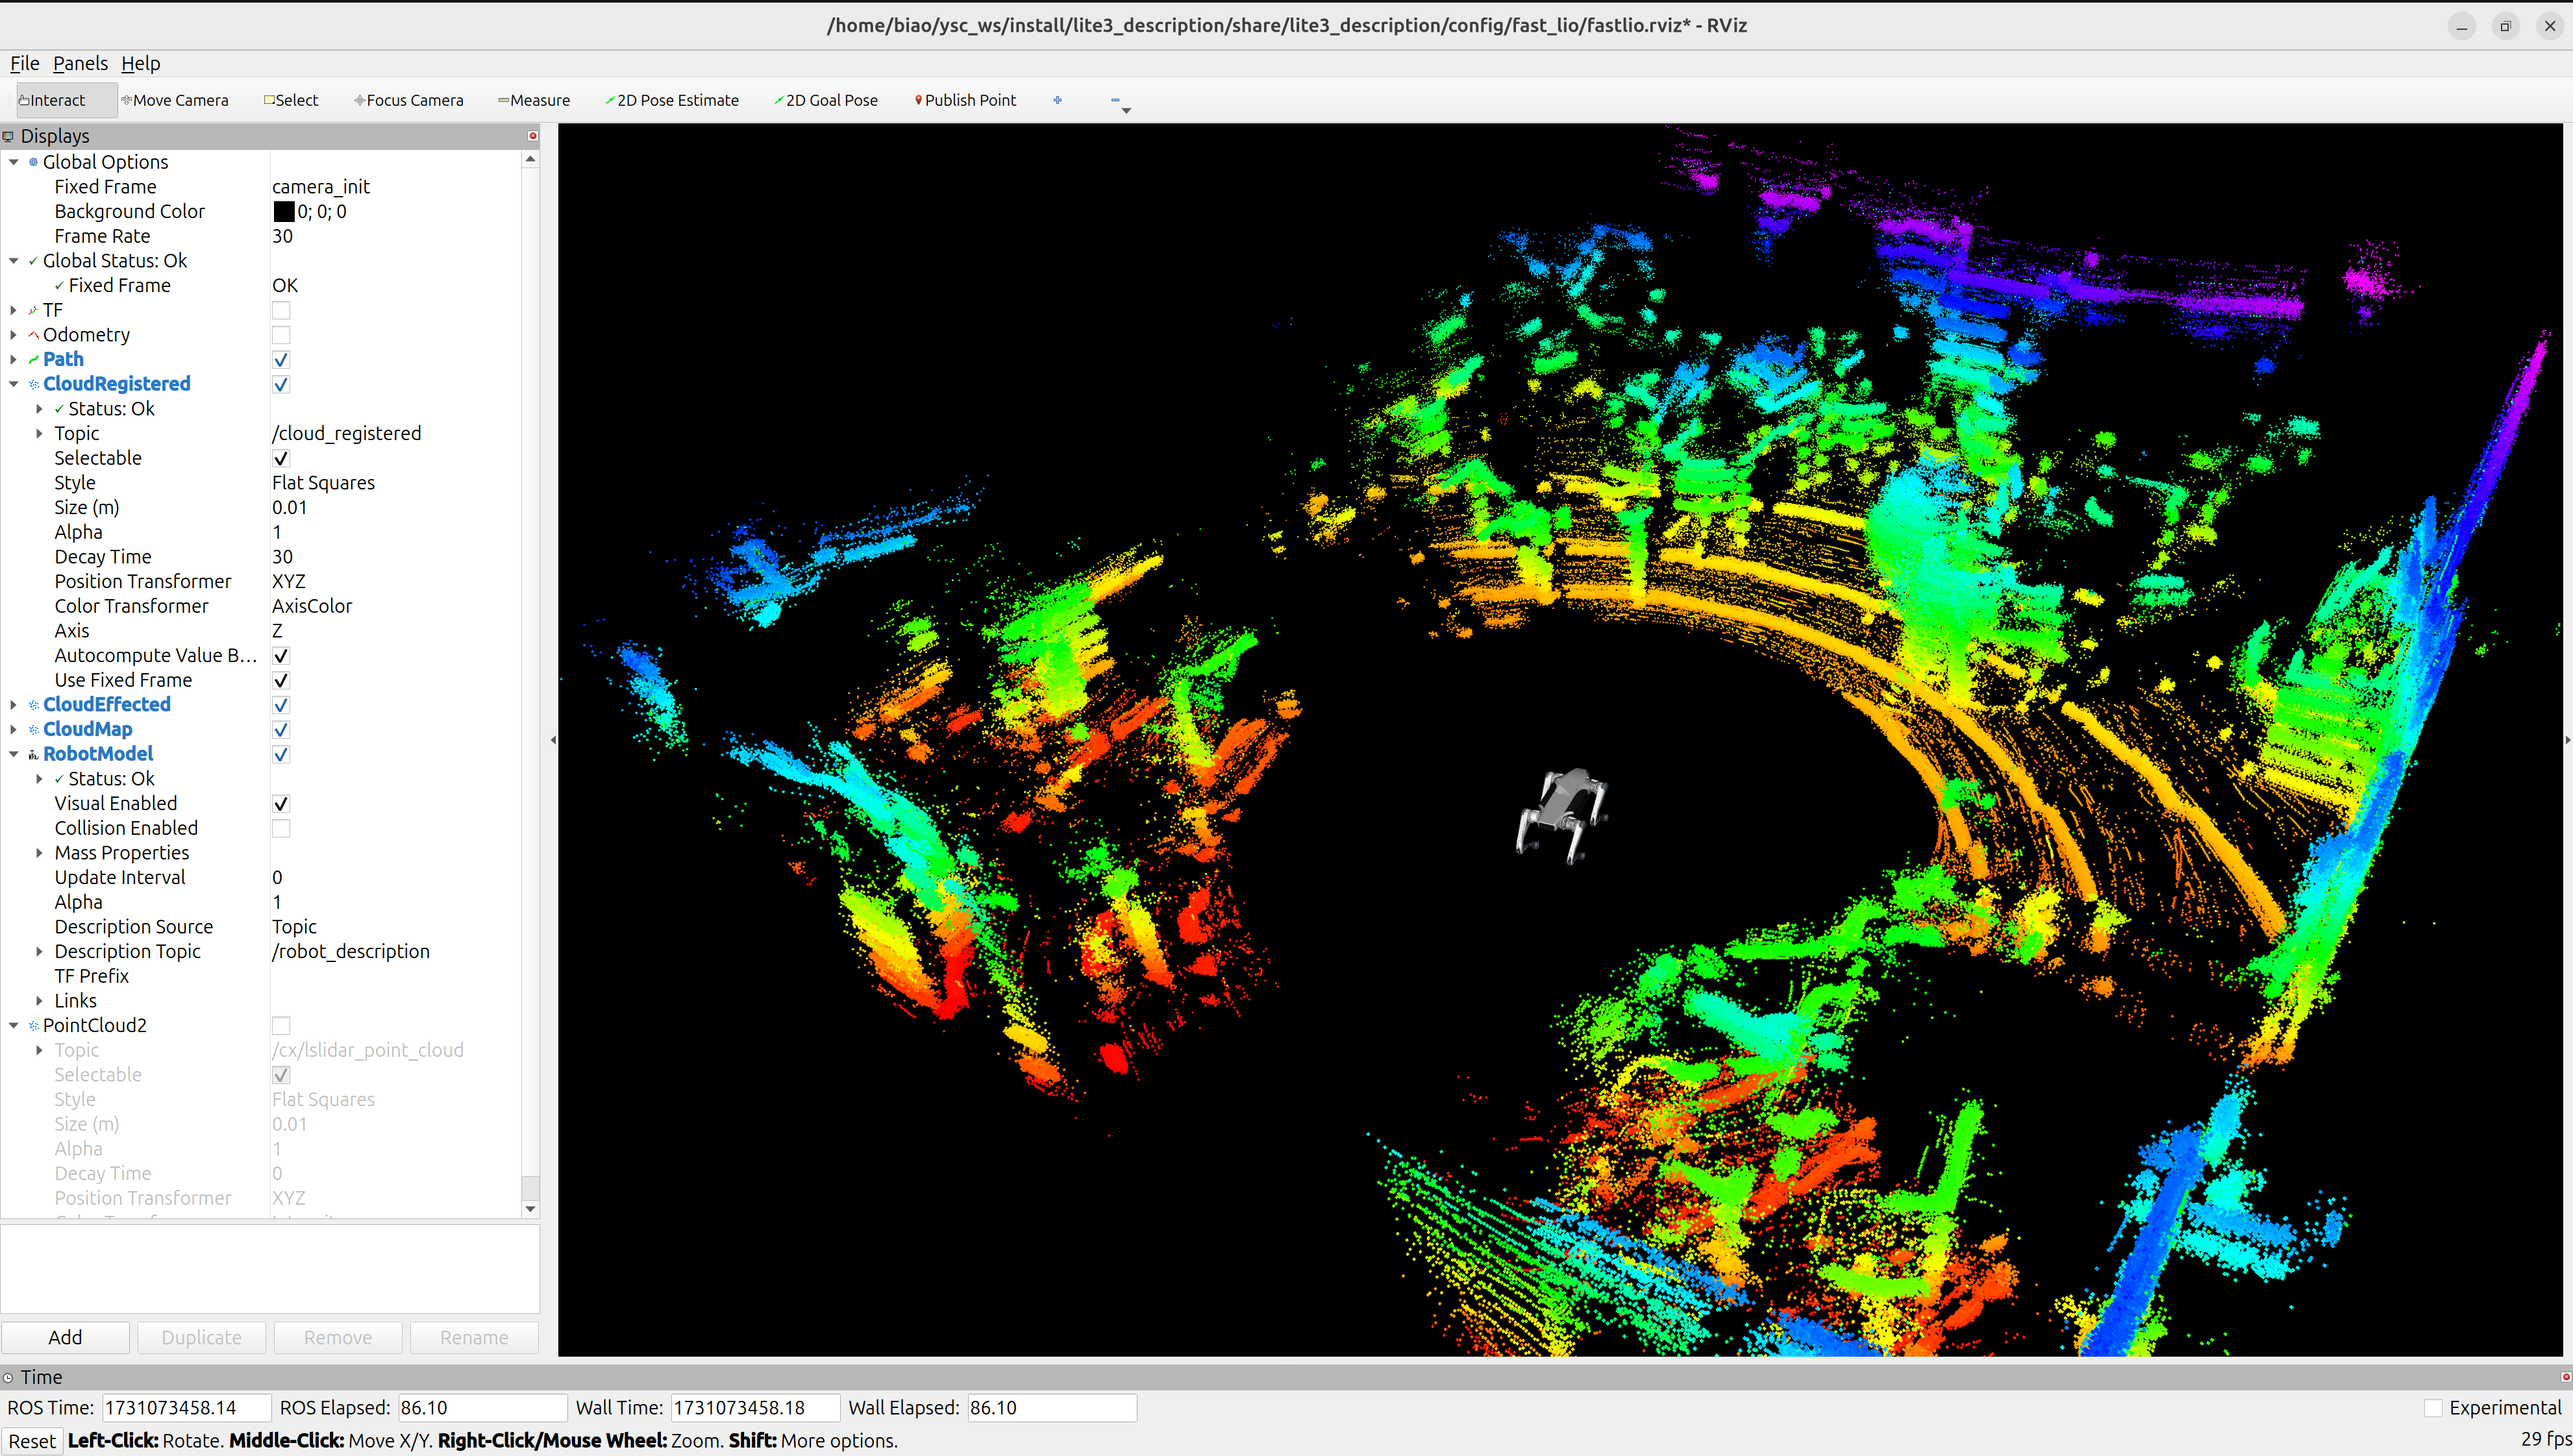 /home/biao/ysc_ws/install/lite3_description/share/lite3_description/config/fast_lio/fastlio.rviz* - RViz
File Panels Help
Interact Move Camera Select Focus Camera Measure 2D Pose Estimate 2D Goal Pose Publish Point
Displays
Global Options
Fixed Frame camera_init
Background Color 0; 0; 0
Frame Rate 30
Global Status: Ok
Fixed Frame OK
TF
Odometry
Path
CloudRegistered
Status: Ok
Topic /cloud_registered
Selectable
Style Flat Squares
Size (m) 0.01
Alpha 1
Decay Time 30
Position Transformer XYZ
Color Transformer AxisColor
Axis Z
Autocompute Value B...
Use Fixed Frame
CloudEffected
CloudMap
RobotModel
Status: Ok
Visual Enabled
Collision Enabled
Mass Properties
Update Interval 0
Alpha 1
Description Source Topic
Description Topic /robot_description
TF Prefix
Links
PointCloud2
Topic /cx/lslidar_point_cloud
Selectable
Style Flat Squares
Size (m) 0.01
Alpha 1
Decay Time 0
Position Transformer XYZ
Add Duplicate Remove Rename
Time
ROS Time: 1731073458.14 ROS Elapsed: 86.10 Wall Time: 1731073458.18 Wall Elapsed: 86.10 Experimental
Reset Left-Click: Rotate. Middle-Click: Move X/Y. Right-Click/Mouse Wheel: Zoom. Shift: More options. 29 fps